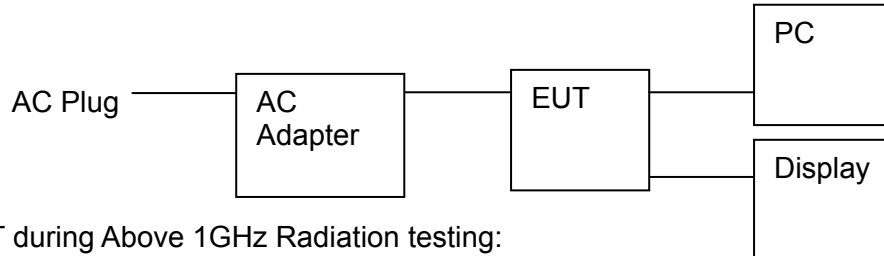 PC
AC Plug
AC
Adapter
EUT
Display
during Above 1GHz Radiation testing: